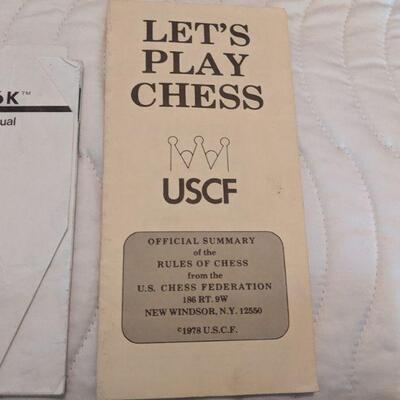 6K™
ual
LET'S
PLAY
CHESS
USCF
OFFICIAL SUMMARY
of the
RULES OF CHESS
from the
U.S. CHESS FEDERATION
186 RT. 9W
NEW WINDSOR, N.Y. 12550
©1978 U.S.C.F.